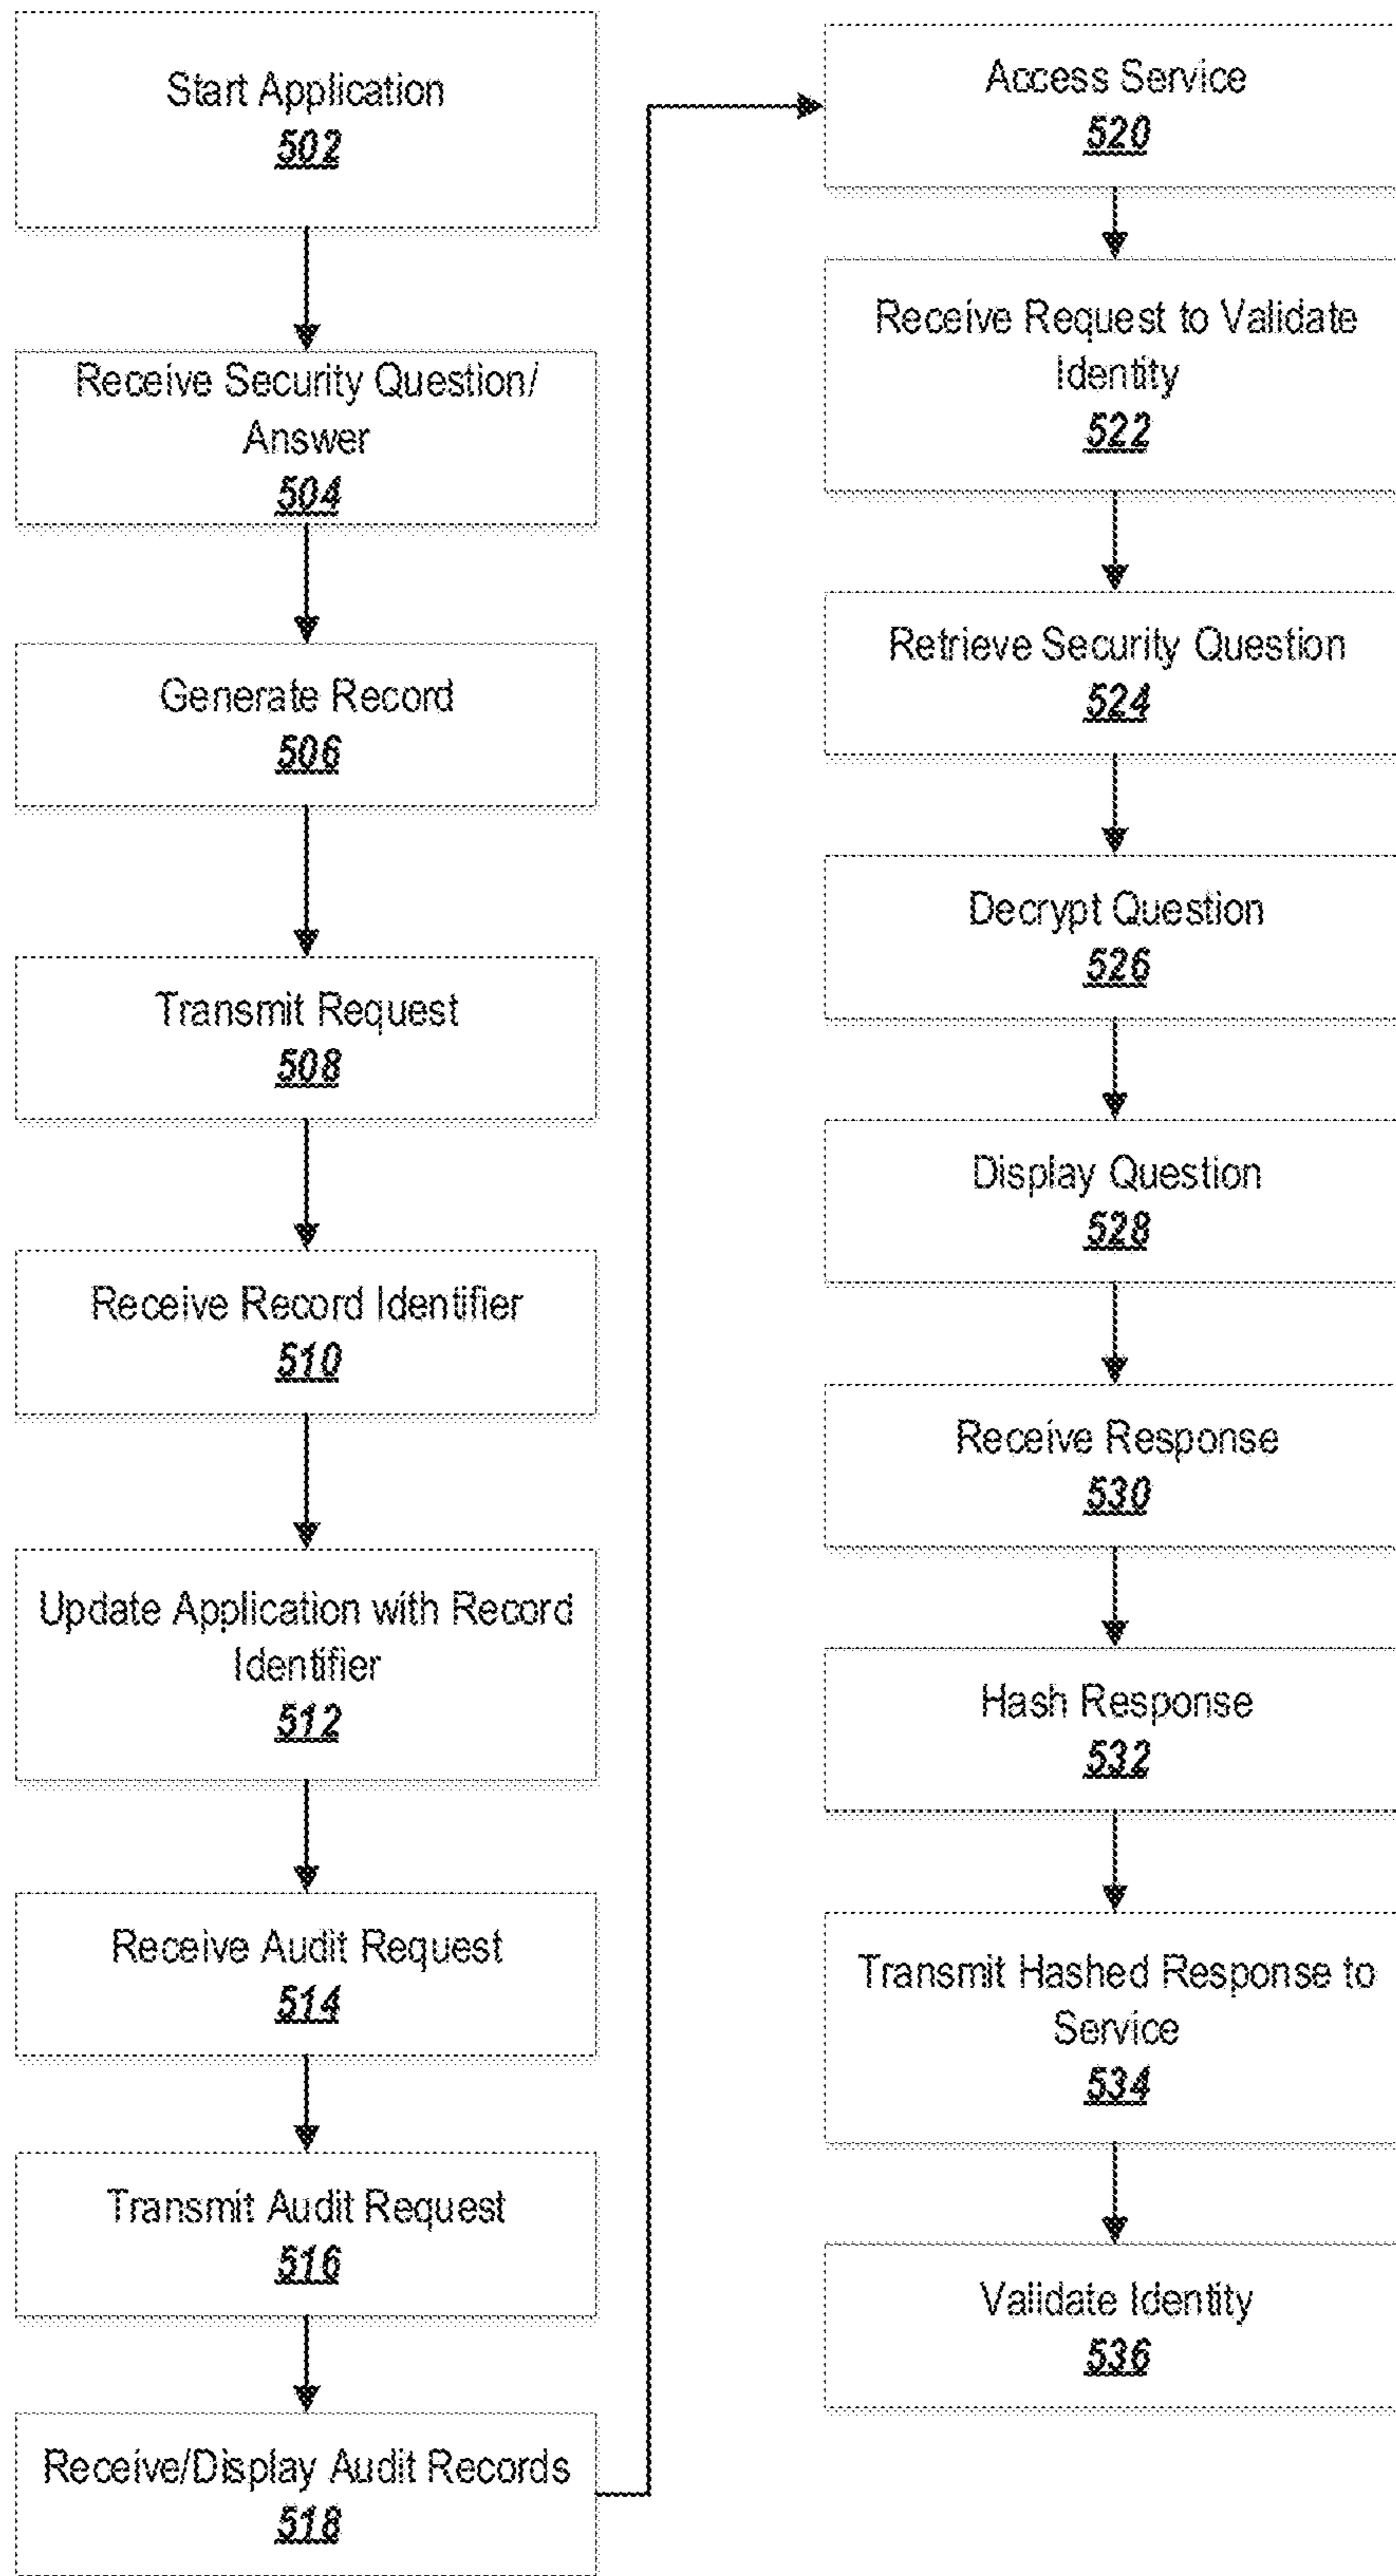 Start Application
502
Receive Security Question/
Answer
504
Generate Record
506
Transmit Request
508
Receive Record Identifier
510
Update Application with Record
Identifier
512
Receive Audit Request
514
Transmit Audit Request
516
Receive/Display Audit Records
518
Access Service
520
Receive Request to Validate
Identity
522
Retrieve Security Question
524
Decrypt Question
526
Display Question
528
Receive Response
530
Hash Response
532
Transmit Hashed Response to
Service
534
Validate Identity
536